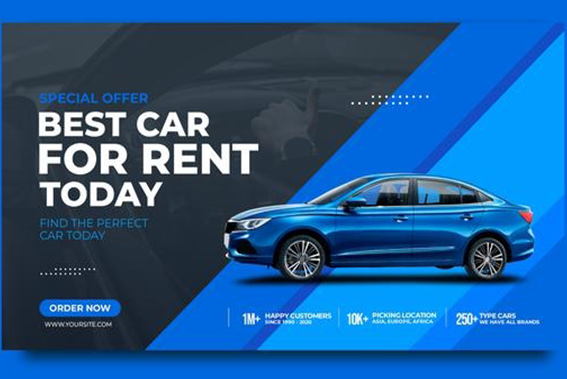 SPECIAL OFFER
BEST CAR
FOR RENT
TODAY
FIND THE PERFECT
CAR TODAY
ORDER NOW
WWW.YOURSITE.COM
1M+ HAPPY CUSTOMERS
SINCE 1990 - 2020
10K+ PICKING LOCATION
ASIA, EUROPE, AFRICA
250+ TYPE CARS
WE HAVE ALL BRANDS